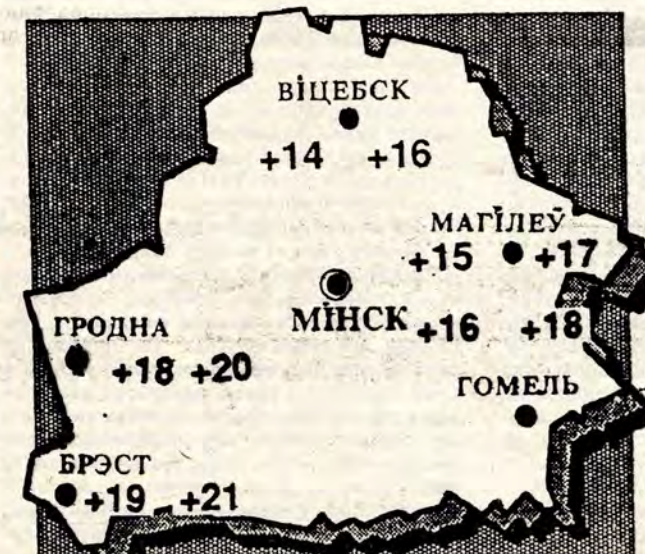 ВіЦЕБСК
+14 +16
МАГіЛЕЎ
+15 +17
МіНСК +16 +18
ГРОДНА
+18 +20
ГОМЕЛЬ
БРЭСТ
+19 +21